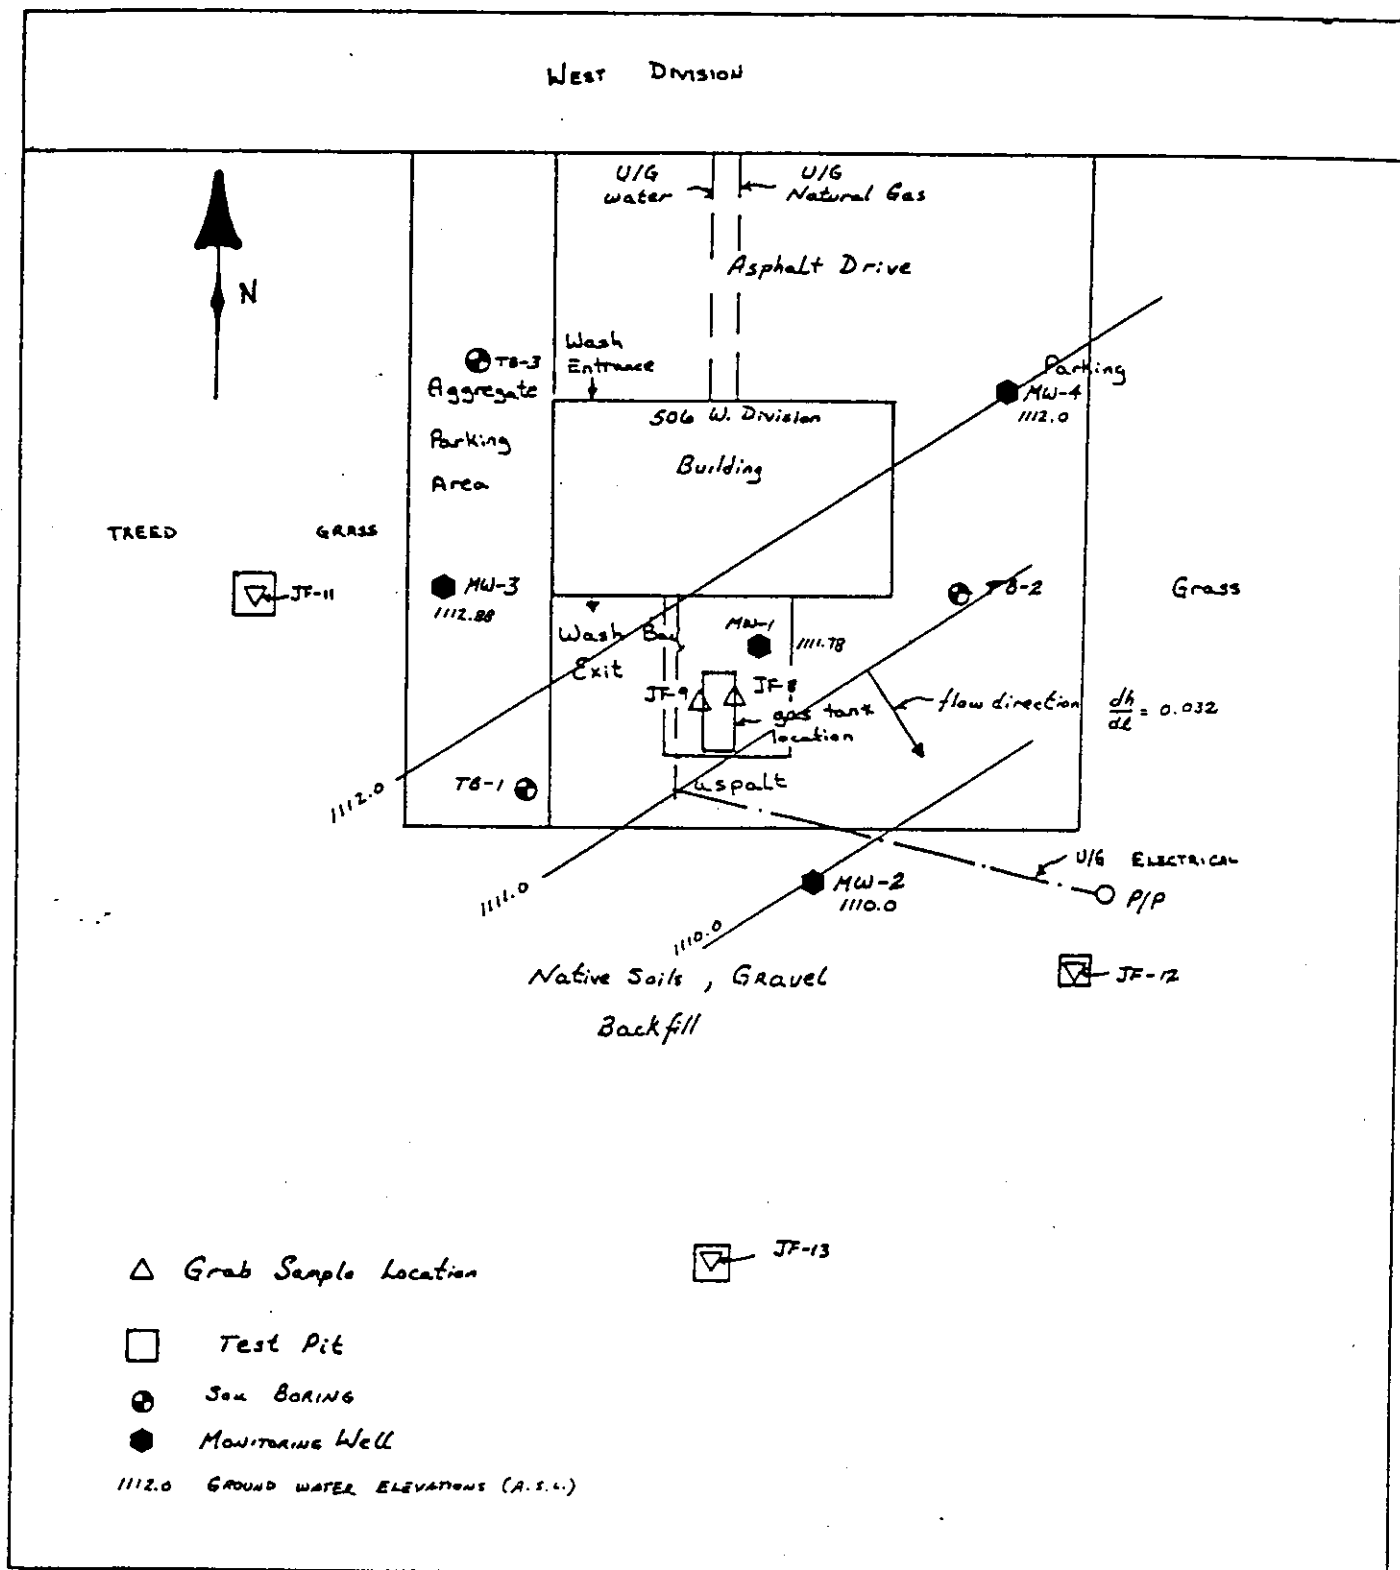 WEST DIVISION
U/G
water
U/G
Natural Gas
Asphalt Drive
N
TB-3
Wash
Entrance
Aggregate
Parking
Area
506 W. Division
Building
Parking
MW-4
1112.0
TREED
GRASS
JF-11
MW-3
1112.88
TB-2
Grass
Wash Bay
Exit
MW-1
1111.78
JF-9
JF-8
gas tank
location
flow direction
dh
dl = 0.032
1112.0
TB-1
aspalt
1111.0
U/G ELECTRICAL
P/P
MW-2
1110.0
1110.0
Native Soils, Gravel
Backfill
JF-12
JF-13
Grab Sample Location
Test Pit
Soil BORING
MONITORING Well
1112.0 GROUND WATER ELEVATIONS (A.S.L.)